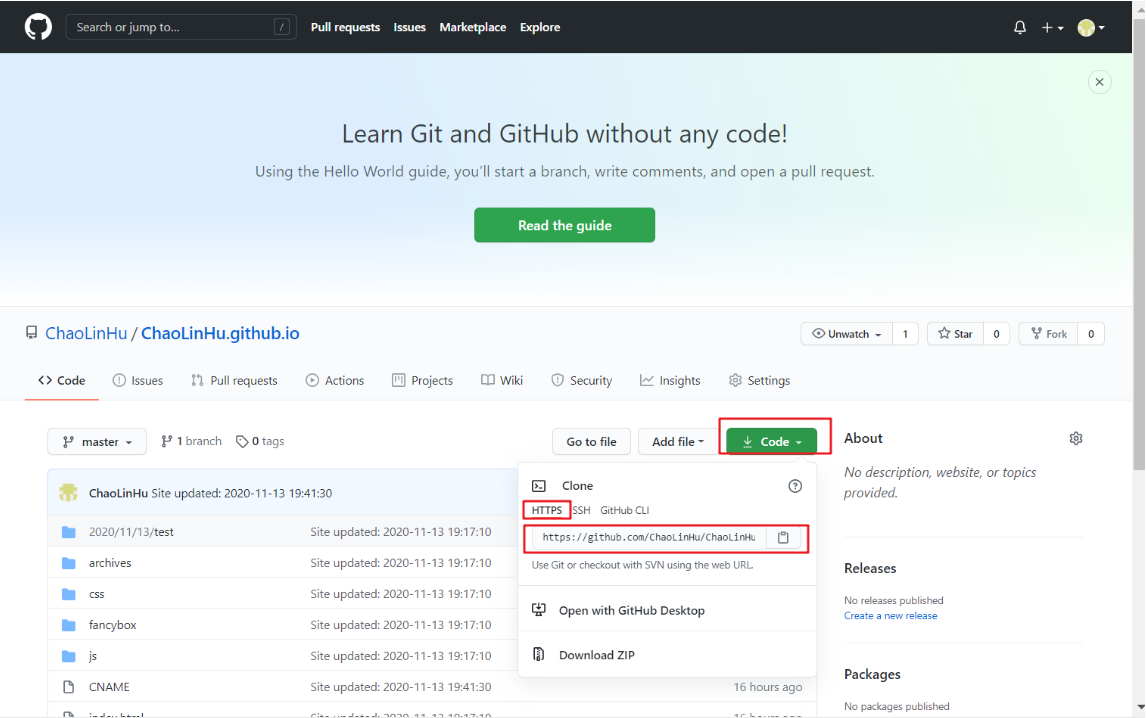 Search or jump to... / Pull requests Issues Marketplace Explore
Learn Git and GitHub without any code!
Using the Hello World guide, you'll start a branch, write comments, and open a pull request.
Read the guide
ChaoLinHu / ChaoLinHu.github.io
Unwatch 1 Star 0 Fork 0
Code Issues Pull requests Actions Projects Wiki Security Insights Settings
master 1 branch 0 tags Go to file Add file Code
ChaoLinHu Site updated: 2020-11-13 19:41:30
2020/11/13/test Site updated: 2020-11-13 19:17:10
archives Site updated: 2020-11-13 19:17:10
css Site updated: 2020-11-13 19:17:10
fancybox Site updated: 2020-11-13 19:17:10
js Site updated: 2020-11-13 19:17:10
CNAME Site updated: 2020-11-13 19:41:30 16 hours ago
Clone
HTTPS SSH GitHub CLI
https://github.com/ChaoLinHu/ChaoLinHu
Use Git or checkout with SVN using the web URL.
Open with GitHub Desktop
Download ZIP
About
No description, website, or topics
provided.
Releases
No releases published
Create a new release
Packages
No packages published